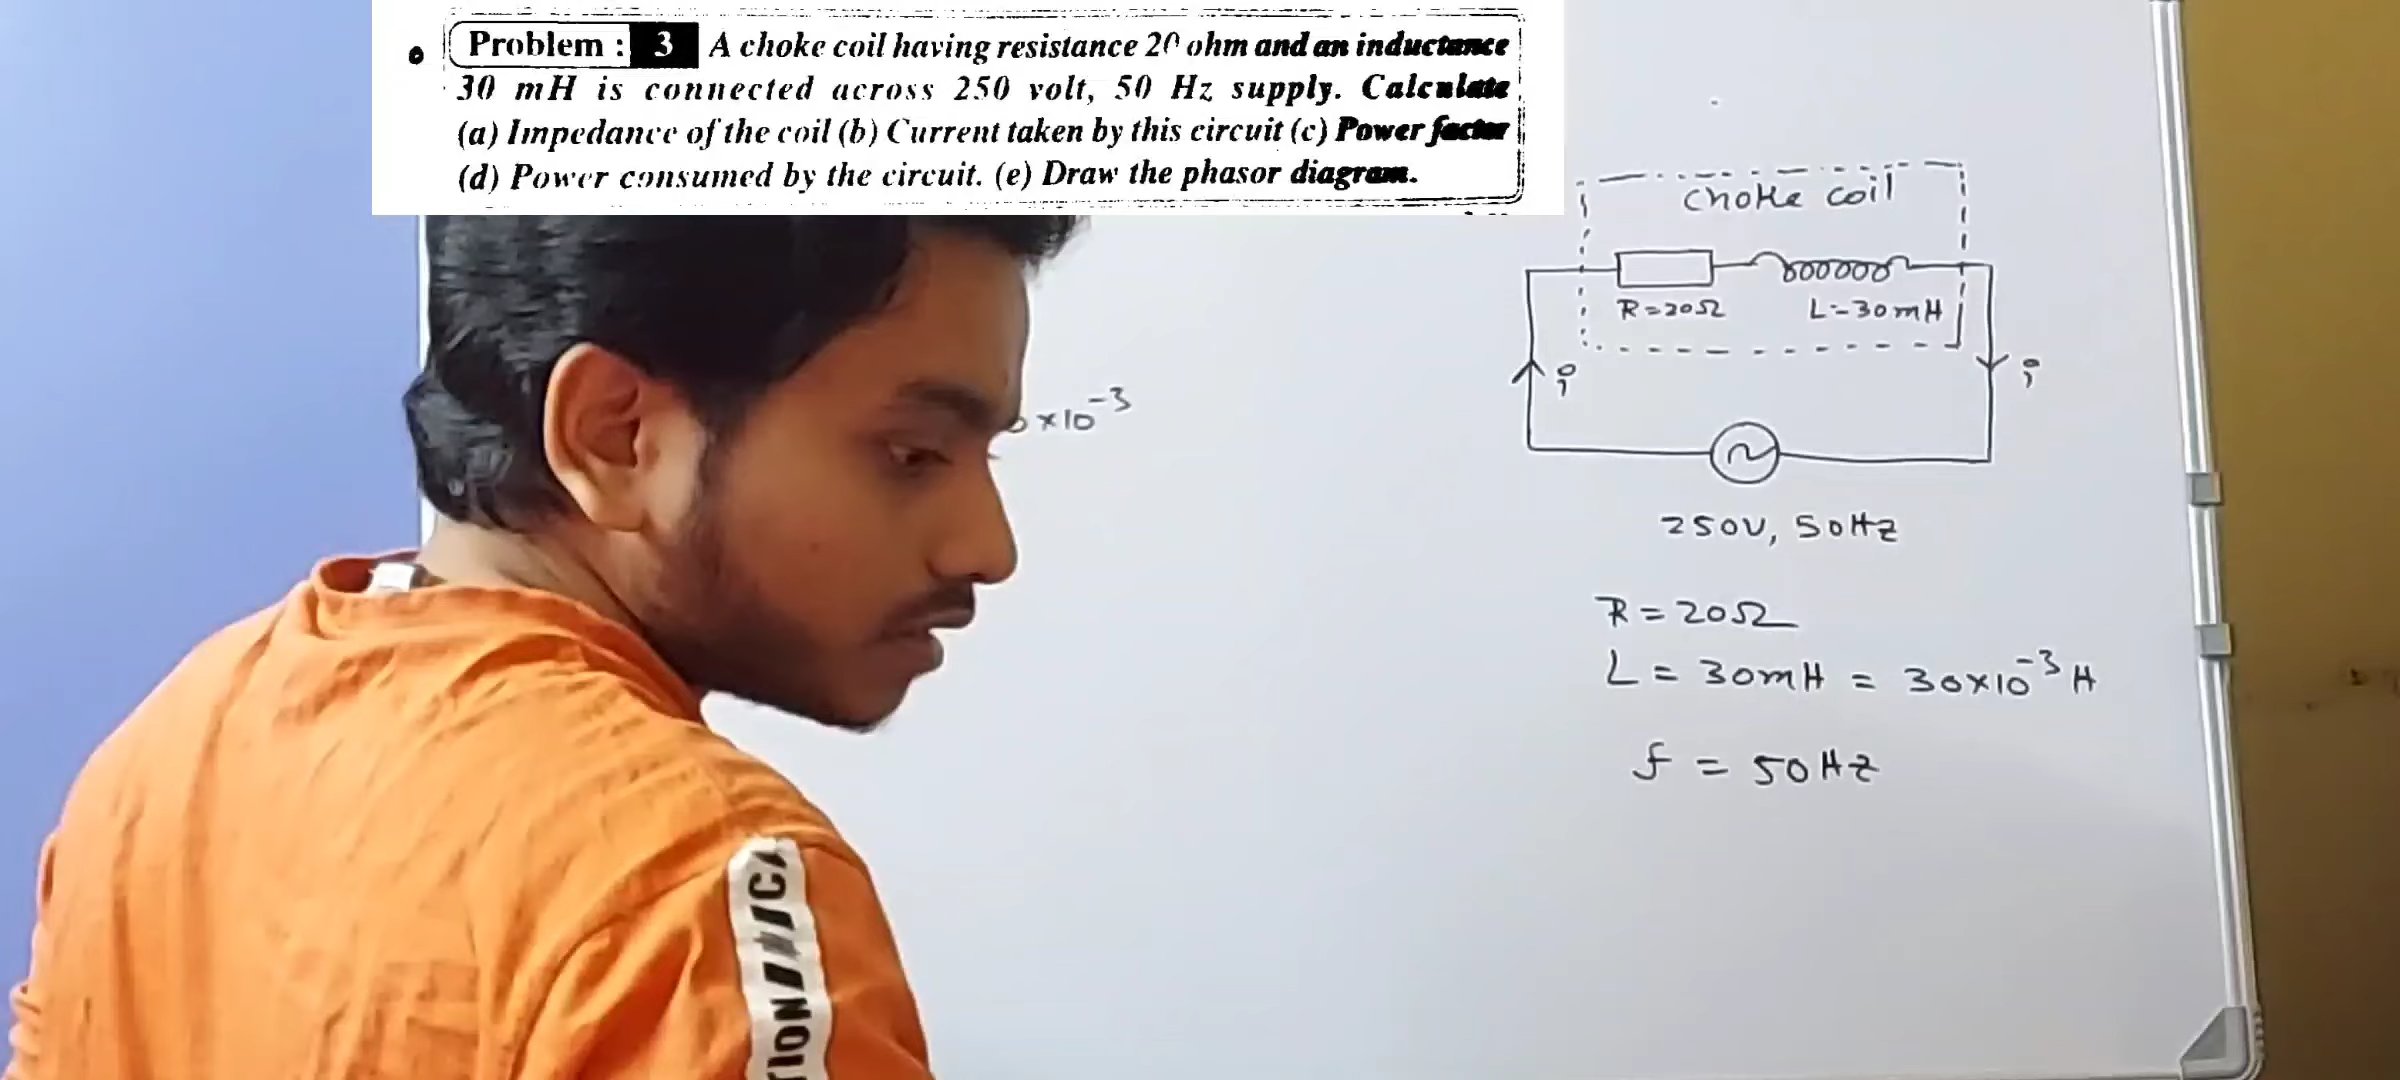 Problem : 3 A choke coil having resistance 20 ohm and an inductance
30 mH is connected across 250 volt, 50 Hz supply. Calculate
(a) Impedance of the coil (b) Current taken by this circuit (c) Power factor
(d) Power consumed by the circuit. (e) Draw the phasor diagram.
choke coil
R=20Ω L=30mH
i i
×10⁻³
250V, 50Hz
R = 20Ω
L = 30mH = 30×10⁻³ H
f = 50Hz
TION///CA